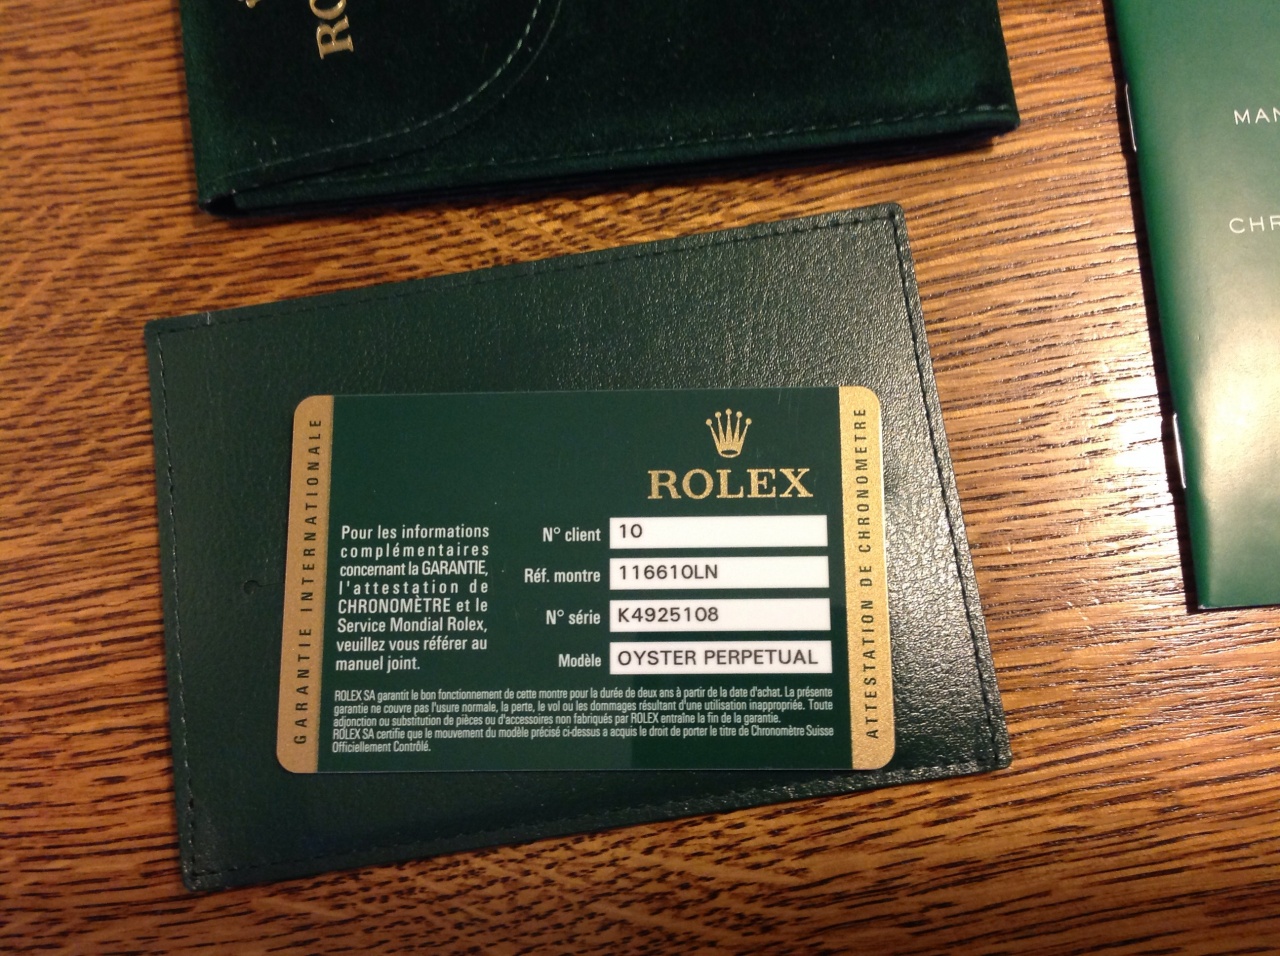 MAN
CHR
GARANTIE INTERNATIONALE
ROLEX
Pour les informations
complémentaires
concernant la GARANTIE,
l'attestation de
CHRONOMÈTRE et le
Service Mondial Rolex,
veuillez vous référer au
manuel joint.
N° client 10
Réf. montre 116610LN
N° série K4925108
Modèle OYSTER PERPETUAL
ROLEX SA garantit le bon fonctionnement de cette montre pour la durée de deux ans à partir de la date d'achat. La présente
garantie ne couvre pas l'usure normale, la perte, le vol ou les dommages résultant d'une utilisation inappropriée. Toute
adjonction ou substitution de pièces ou d'accessoires non fabriqués par ROLEX entraîne la fin de la garantie.
ROLEX SA certifie que le mouvement du modèle précisé ci-dessus a acquis le droit de porter le titre de Chronomètre Suisse
Officiellement Contrôlé.
ATTESTATION DE CHRONOMETRE